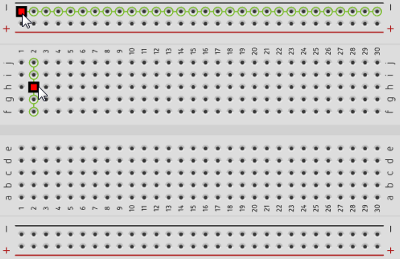 − −
+ +
1 2 3 4 5 6 7 8 9 10 11 12 13 14 15 16 17 18 19 20 21 22 23 24 25 26 27 28 29 30
j j
i i
h h
g g
f f
e e
d d
c c
b b
a a
1 2 3 4 5 6 7 8 9 10 11 12 13 14 15 16 17 18 19 20 21 22 23 24 25 26 27 28 29 30
− −
+ +